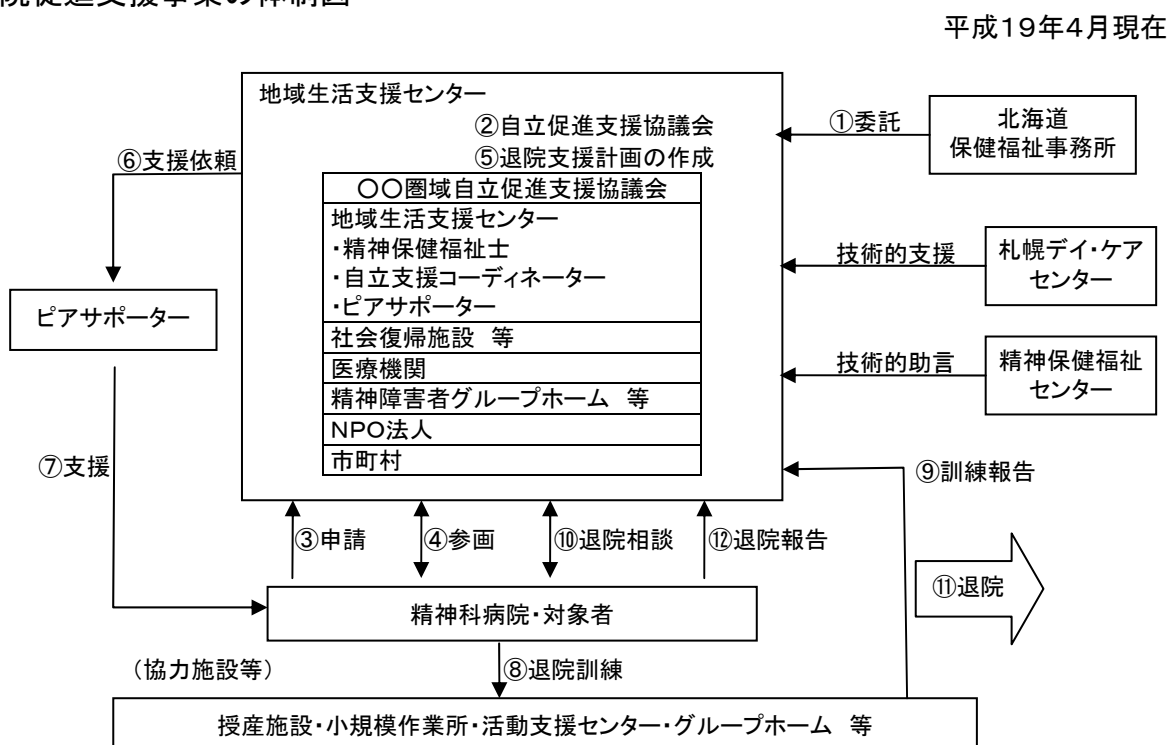 院促進支援事業の体制図
平成19年4月現在
地域生活支援センター
②自立促進支援協議会
⑤退院支援計画の作成
①委託
北海道
保健福祉事務所
⑥支援依頼
〇〇圏域自立促進支援協議会
地域生活支援センター
・精神保健福祉士
・自立支援コーディネーター
・ピアサポーター
社会復帰施設 等
医療機関
精神障害者グループホーム 等
NPO法人
市町村
技術的支援
札幌デイ・ケア
センター
ピアサポーター
技術的助言
精神保健福祉
センター
⑦支援
⑨訓練報告
③申請
④参画
⑩退院相談
⑫退院報告
⑪退院
精神科病院・対象者
(協力施設等)
⑧退院訓練
授産施設・小規模作業所・活動支援センター・グループホーム 等